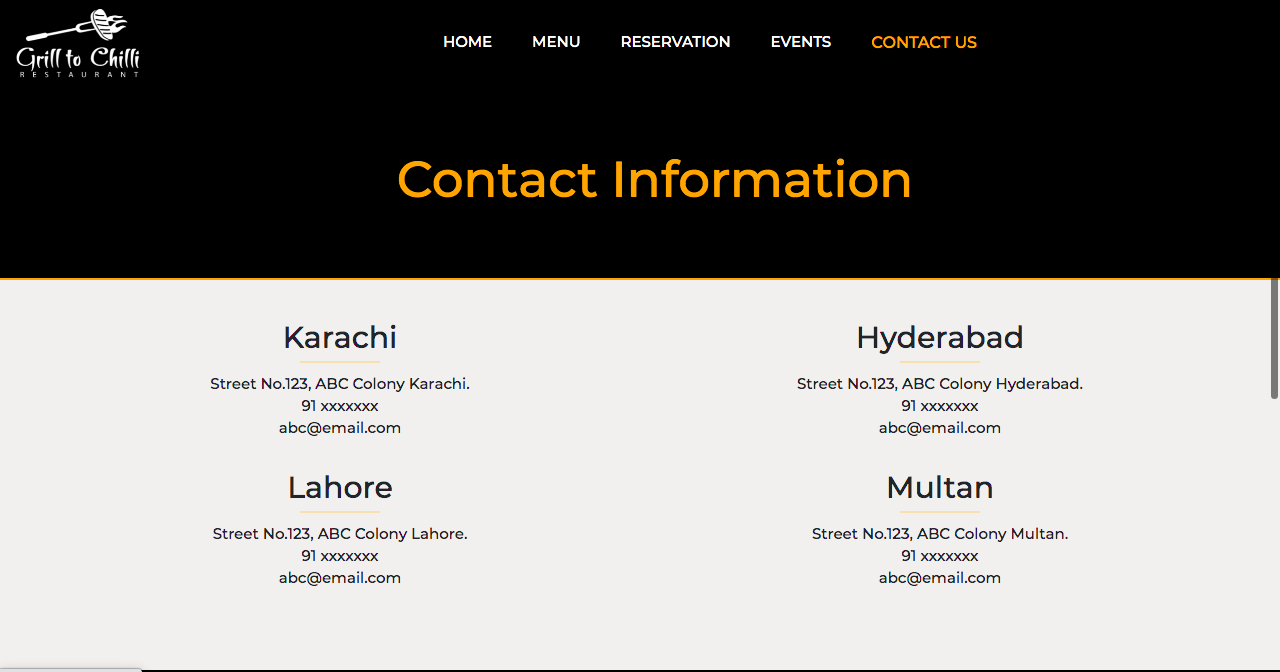 Grill to Chilli
RESTAURANT
HOME MENU RESERVATION EVENTS CONTACT US
Contact Information
Karachi
Street No.123, ABC Colony Karachi.
91 xxxxxxx
abc@email.com
Hyderabad
Street No.123, ABC Colony Hyderabad.
91 xxxxxxx
abc@email.com
Lahore
Street No.123, ABC Colony Lahore.
91 xxxxxxx
abc@email.com
Multan
Street No.123, ABC Colony Multan.
91 xxxxxxx
abc@email.com